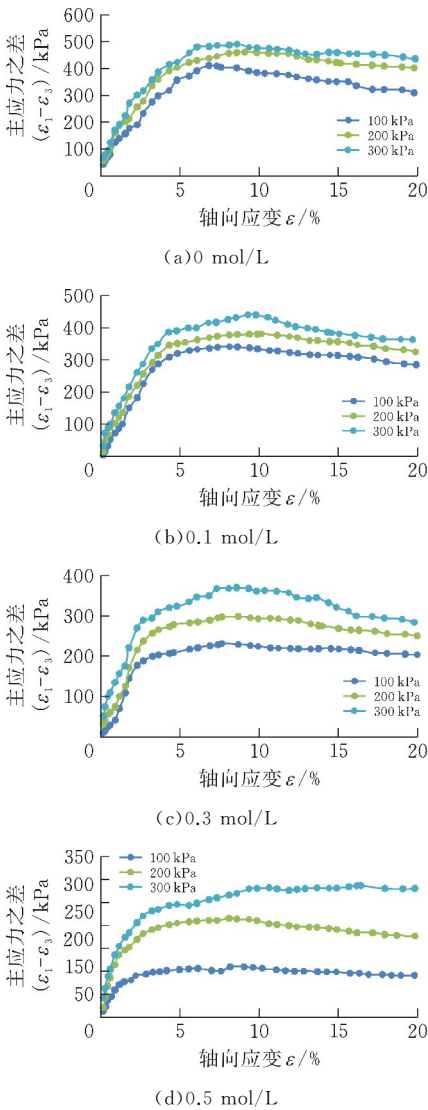 600
500
400
300
200
100
主应力之差
(ε₁-ε₃)/kPa
100 kPa
200 kPa
300 kPa
0 5 10 15 20
轴向应变ε/%
(a)0 mol/L
500
400
300
200
100
主应力之差
(ε₁-ε₃)/kPa
100 kPa
200 kPa
300 kPa
0 5 10 15 20
轴向应变ε/%
(b)0.1 mol/L
400
300
200
100
主应力之差
(ε₁-ε₃)/kPa
100 kPa
200 kPa
300 kPa
0 5 10 15 20
轴向应变ε/%
(c)0.3 mol/L
350
300
250
200
150
50
主应力之差
(ε₁-ε₃)/kPa
100 kPa
200 kPa
300 kPa
0 5 10 15 20
轴向应变ε/%
(d)0.5 mol/L